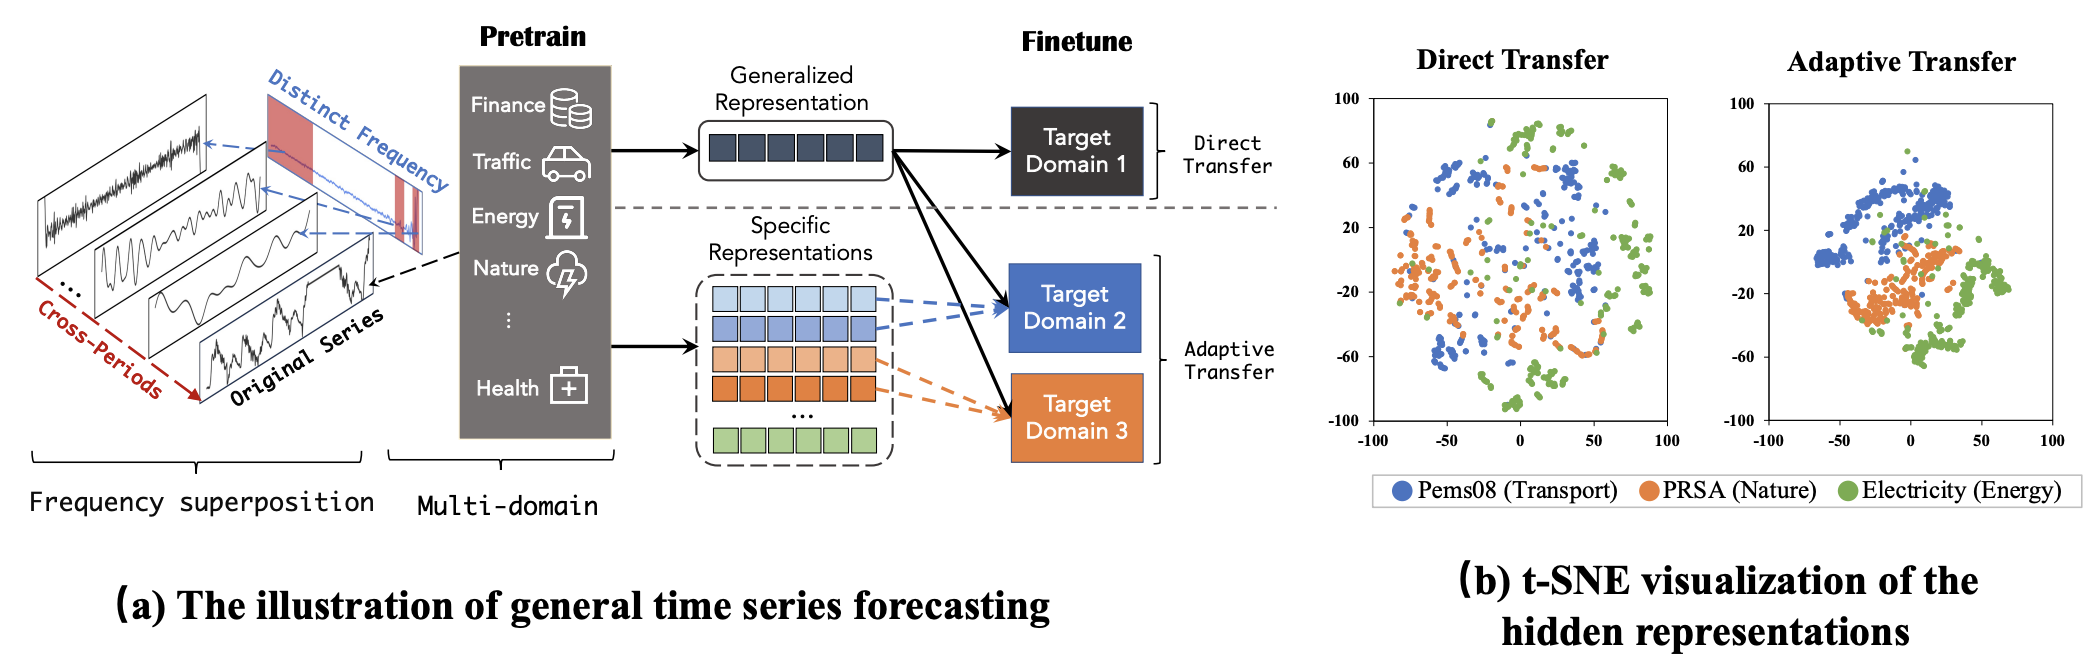 Pretrain
Finetune
Distinct Frequency
Cross-Periods
...
Original Series
Frequency superposition
Finance
Traffic
Energy
Nature
...
Health
Multi-domain
Generalized
Representation
Specific
Representations
...
Target
Domain 1
Target
Domain 2
Target
Domain 3
Direct
Transfer
Adaptive
Transfer
(a) The illustration of general time series forecasting
Direct Transfer
100
60
20
-20
-60
-100
-100 -50 0 50 100
Adaptive Transfer
100
60
20
-20
-60
-100
-100 -50 0 50 100
Pems08 (Transport) PRSA (Nature) Electricity (Energy)
(b) t-SNE visualization of the
hidden representations